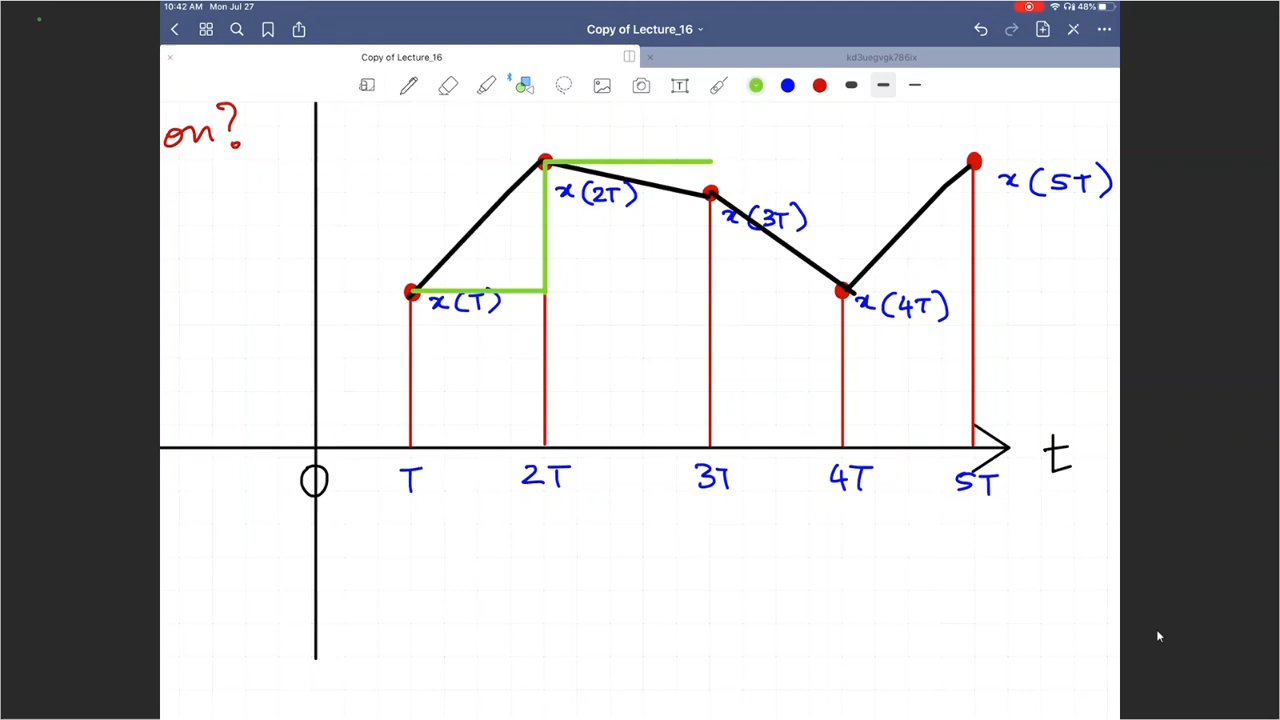 10:42 AM Mon Jul 27
48%
Copy of Lecture_16
Copy of Lecture_16
kd3uegvgk786ix
T
on?
x(2T)
x(5T)
x(3T)
x(T)
x(4T)
t
0 T 2T 3T 4T 5T